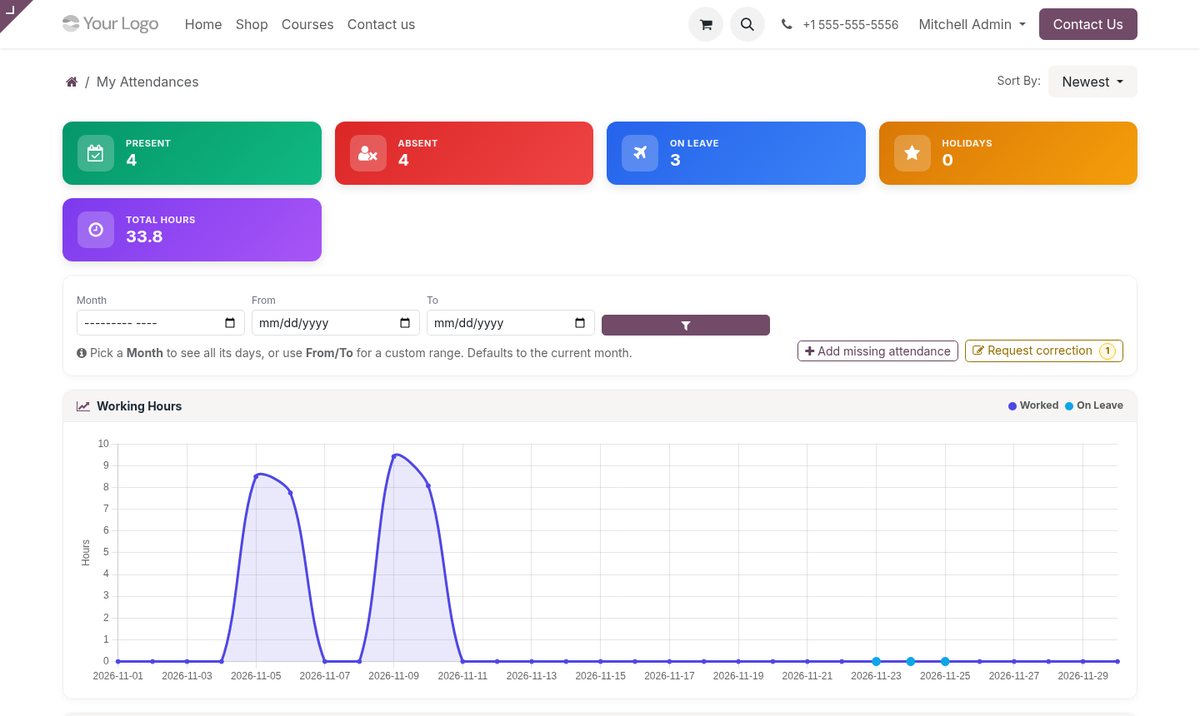 Your Logo Home Shop Courses Contact us +1 555-555-5556 Mitchell Admin Contact Us
/ My Attendances Sort By: Newest
PRESENT
4
ABSENT
4
ON LEAVE
3
HOLIDAYS
0
TOTAL HOURS
33.8
Month From To
--------- ---- mm/dd/yyyy mm/dd/yyyy
Pick a Month to see all its days, or use From/To for a custom range. Defaults to the current month. Add missing attendance Request correction 1
Working Hours Worked On Leave
10
9
8
7
6
5
4
3
2
1
0
Hours
2026-11-01 2026-11-03 2026-11-05 2026-11-07 2026-11-09 2026-11-11 2026-11-13 2026-11-15 2026-11-17 2026-11-19 2026-11-21 2026-11-23 2026-11-25 2026-11-27 2026-11-29